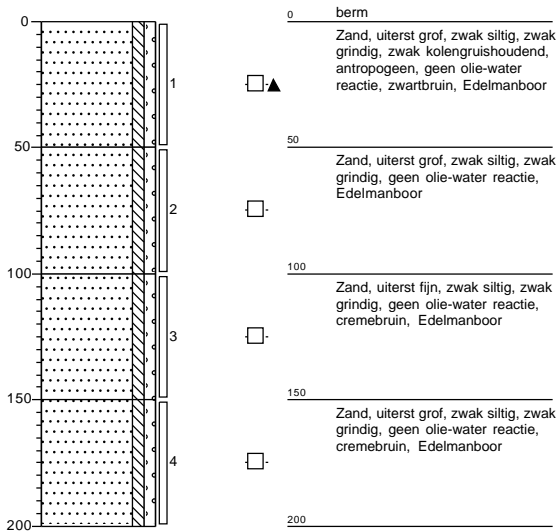 0
50
100
150
200
1
2
3
4
0
berm
Zand, uiterst grof, zwak siltig, zwak
grindig, zwak kolengruishoudend,
antropogeen, geen olie-water
reactie, zwartbruin, Edelmanboor
50
Zand, uiterst grof, zwak siltig, zwak
grindig, geen olie-water reactie,
Edelmanboor
100
Zand, uiterst fijn, zwak siltig, zwak
grindig, geen olie-water reactie,
cremebruin, Edelmanboor
150
Zand, uiterst grof, zwak siltig, zwak
grindig, geen olie-water reactie,
cremebruin, Edelmanboor
200